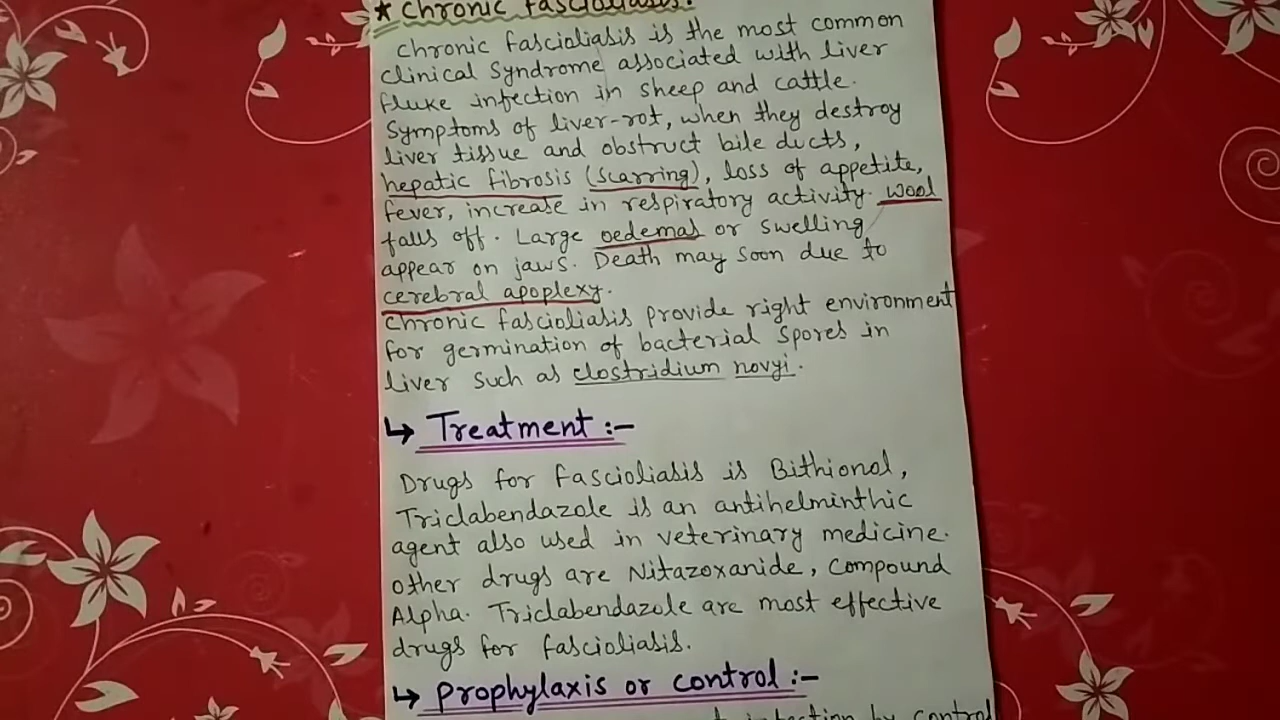 * Chronic fascioliasis:
Chronic fascioliasis is the most common
Clinical Syndrome associated with liver
fluke infection in sheep and cattle.
Symptoms of liver-rot, when they destroy
liver tissue and obstruct bile ducts,
hepatic fibrosis (scarring), loss of appetite,
fever, increase in respiratory activity. Wool
falls off. Large oedemas or swelling
appear on jaws. Death may soon due to
cerebral apoplexy.
Chronic fascioliasis provide right environment
for germination of bacterial spores in
liver such as clostridium novyi.
↳ Treatment :-
Drugs for fascioliasis is Bithionol,
Triclabendazole is an antihelminthic
agent also used in veterinary medicine.
Other drugs are Nitazoxanide, Compound
Alpha. Triclabendazole are most effective
drugs for fascioliasis.
↳ Prophylaxis or control :-
infection by control